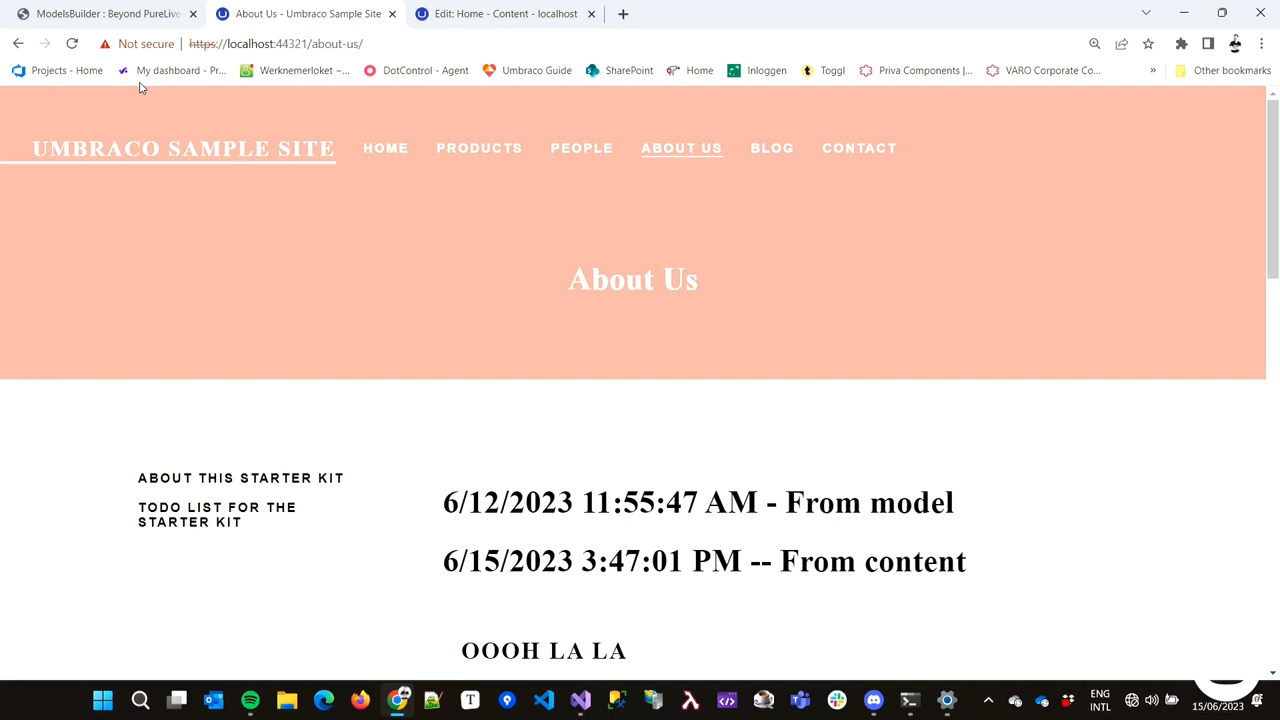 ModelsBuilder : Beyond PureLive
About Us - Umbraco Sample Site
Edit: Home - Content - localhost
Not secure
https://localhost:44321/about-us/
Projects - Home
My dashboard - Pr...
Werknemerloket –...
DotControl - Agent
Umbraco Guide
SharePoint
Home
Inloggen
Toggl
Priva Components |...
VARO Corporate Co...
»
Other bookmarks
UMBRACO SAMPLE SITE
HOME
PRODUCTS
PEOPLE
ABOUT US
BLOG
CONTACT
About Us
ABOUT THIS STARTER KIT
TODO LIST FOR THE
STARTER KIT
6/12/2023 11:55:47 AM - From model
6/15/2023 3:47:01 PM -- From content
OOOH LA LA
ENG
INTL
15/06/2023